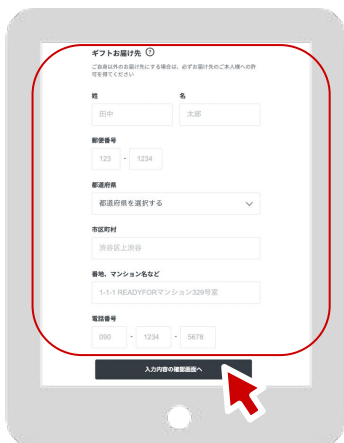 ギフトお届け先 ?
ご自身以外のお届け先にする場合は、必ずお届け先のご本人様への許
可を得てください
姓 名
田中 太郎
郵便番号
123 - 1234
都道府県
都道府県を選択する
市区町村
渋谷区上渋谷
番地、マンション名など
1-1-1 READYFORマンション329号室
電話番号
090 - 1234 - 5678
入力内容の確認画面へ